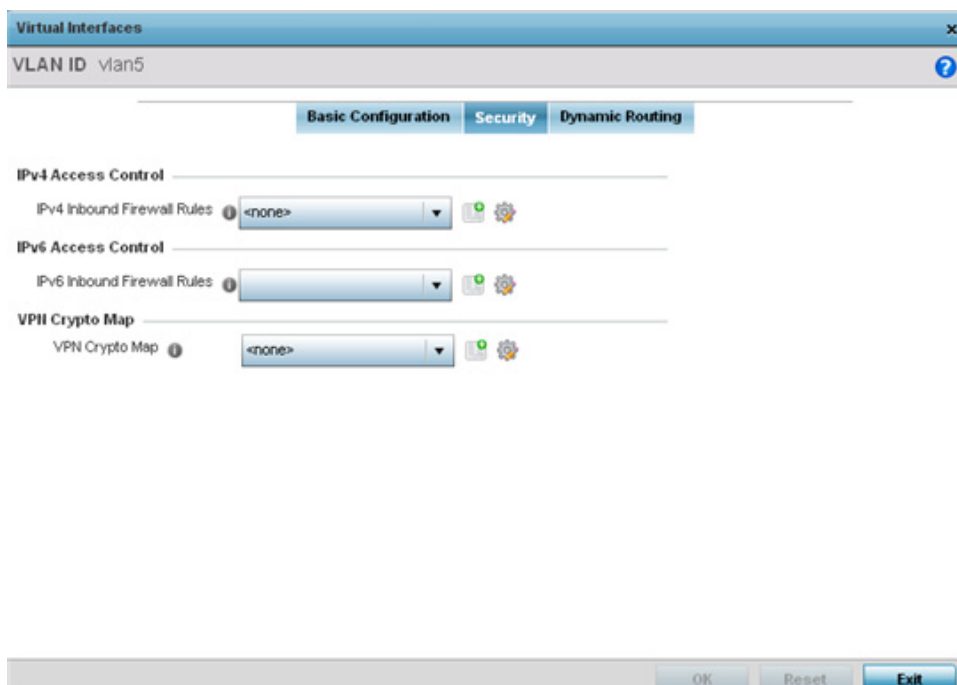 Virtual Interfaces
VLAN ID vlan5
Basic Configuration Security Dynamic Routing
IPv4 Access Control
IPv4 Inbound Firewall Rules <none>
IPv6 Access Control
IPv6 Inbound Firewall Rules
VPN Crypto Map
VPN Crypto Map <none>
OK Reset Exit